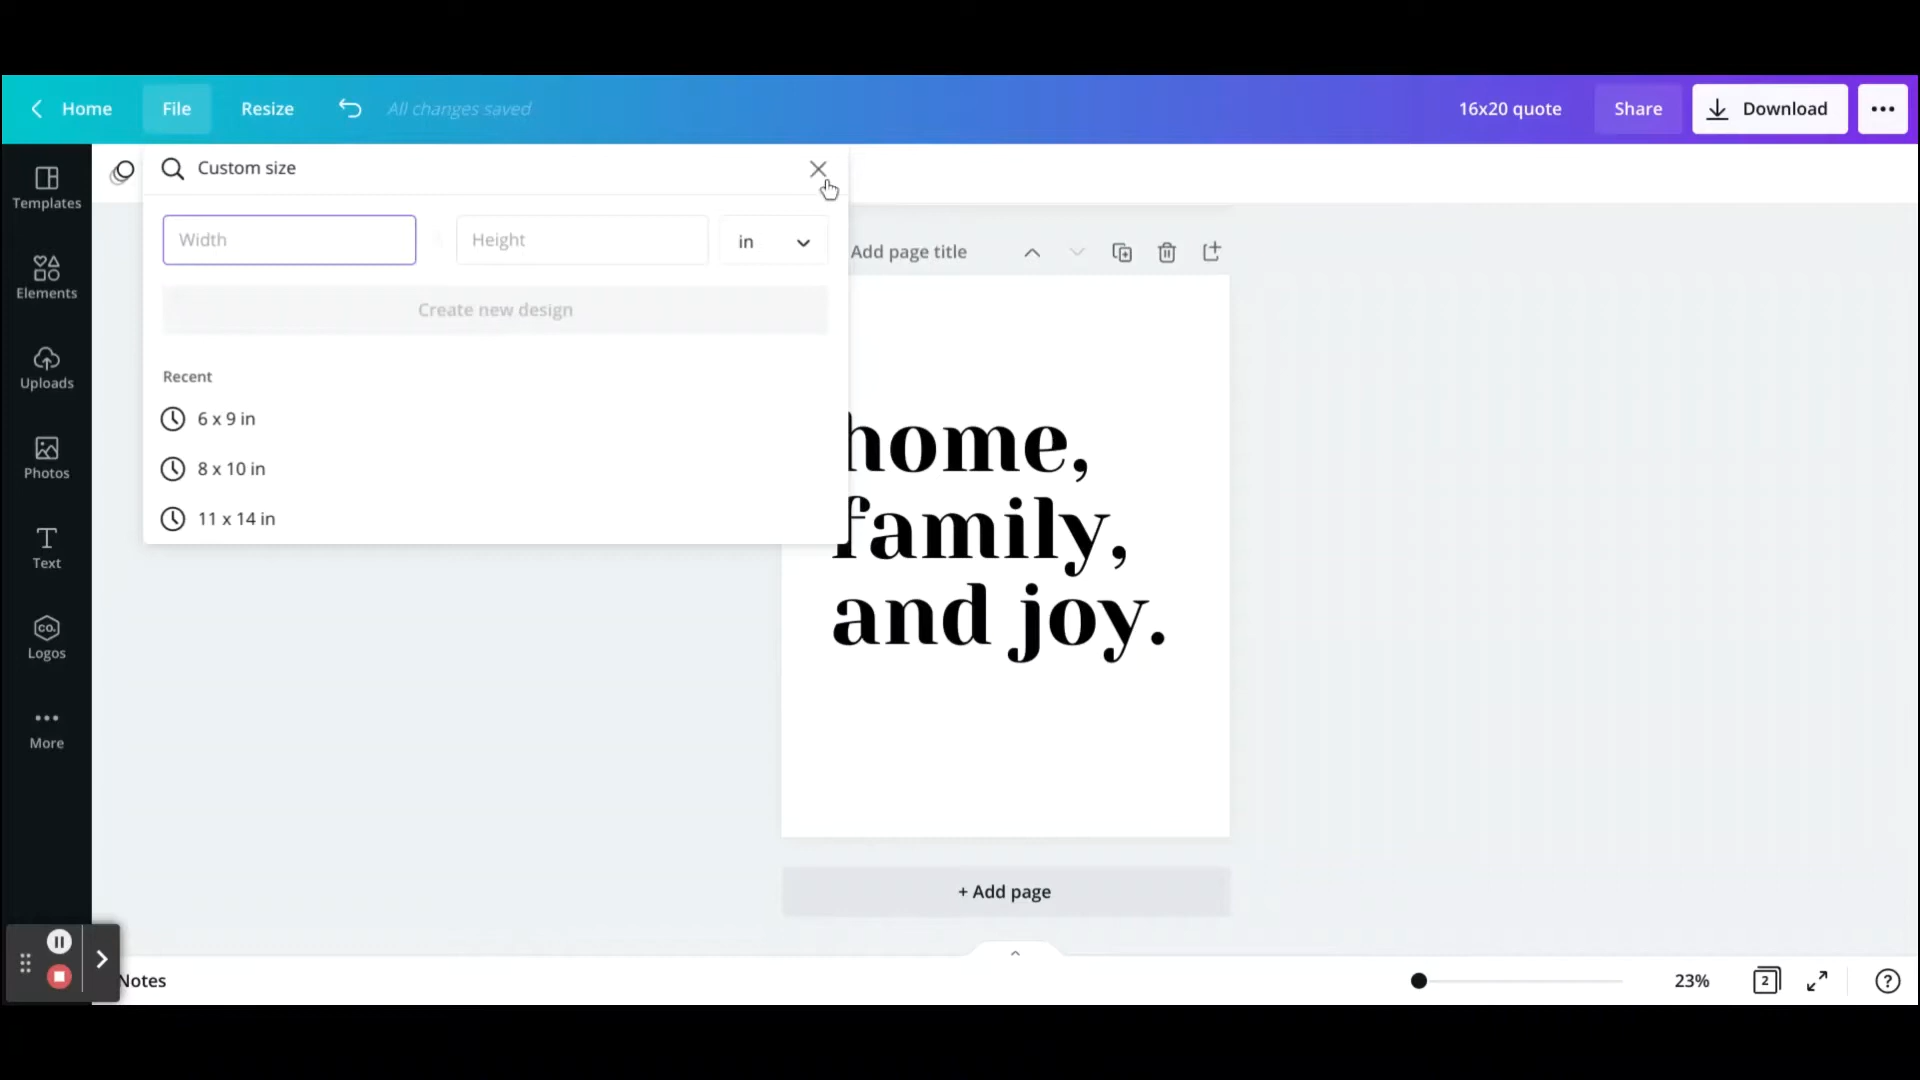 Home
File
Resize
All changes saved
16x20 quote
Share
Download
Templates
Elements
Uploads
Photos
Text
CO.
Logos
More
Custom size
Width
Height
in
Create new design
Recent
6 x 9 in
8 x 10 in
11 x 14 in
Add page title
home,
family,
and joy.
+ Add page
Notes
23%
2
?